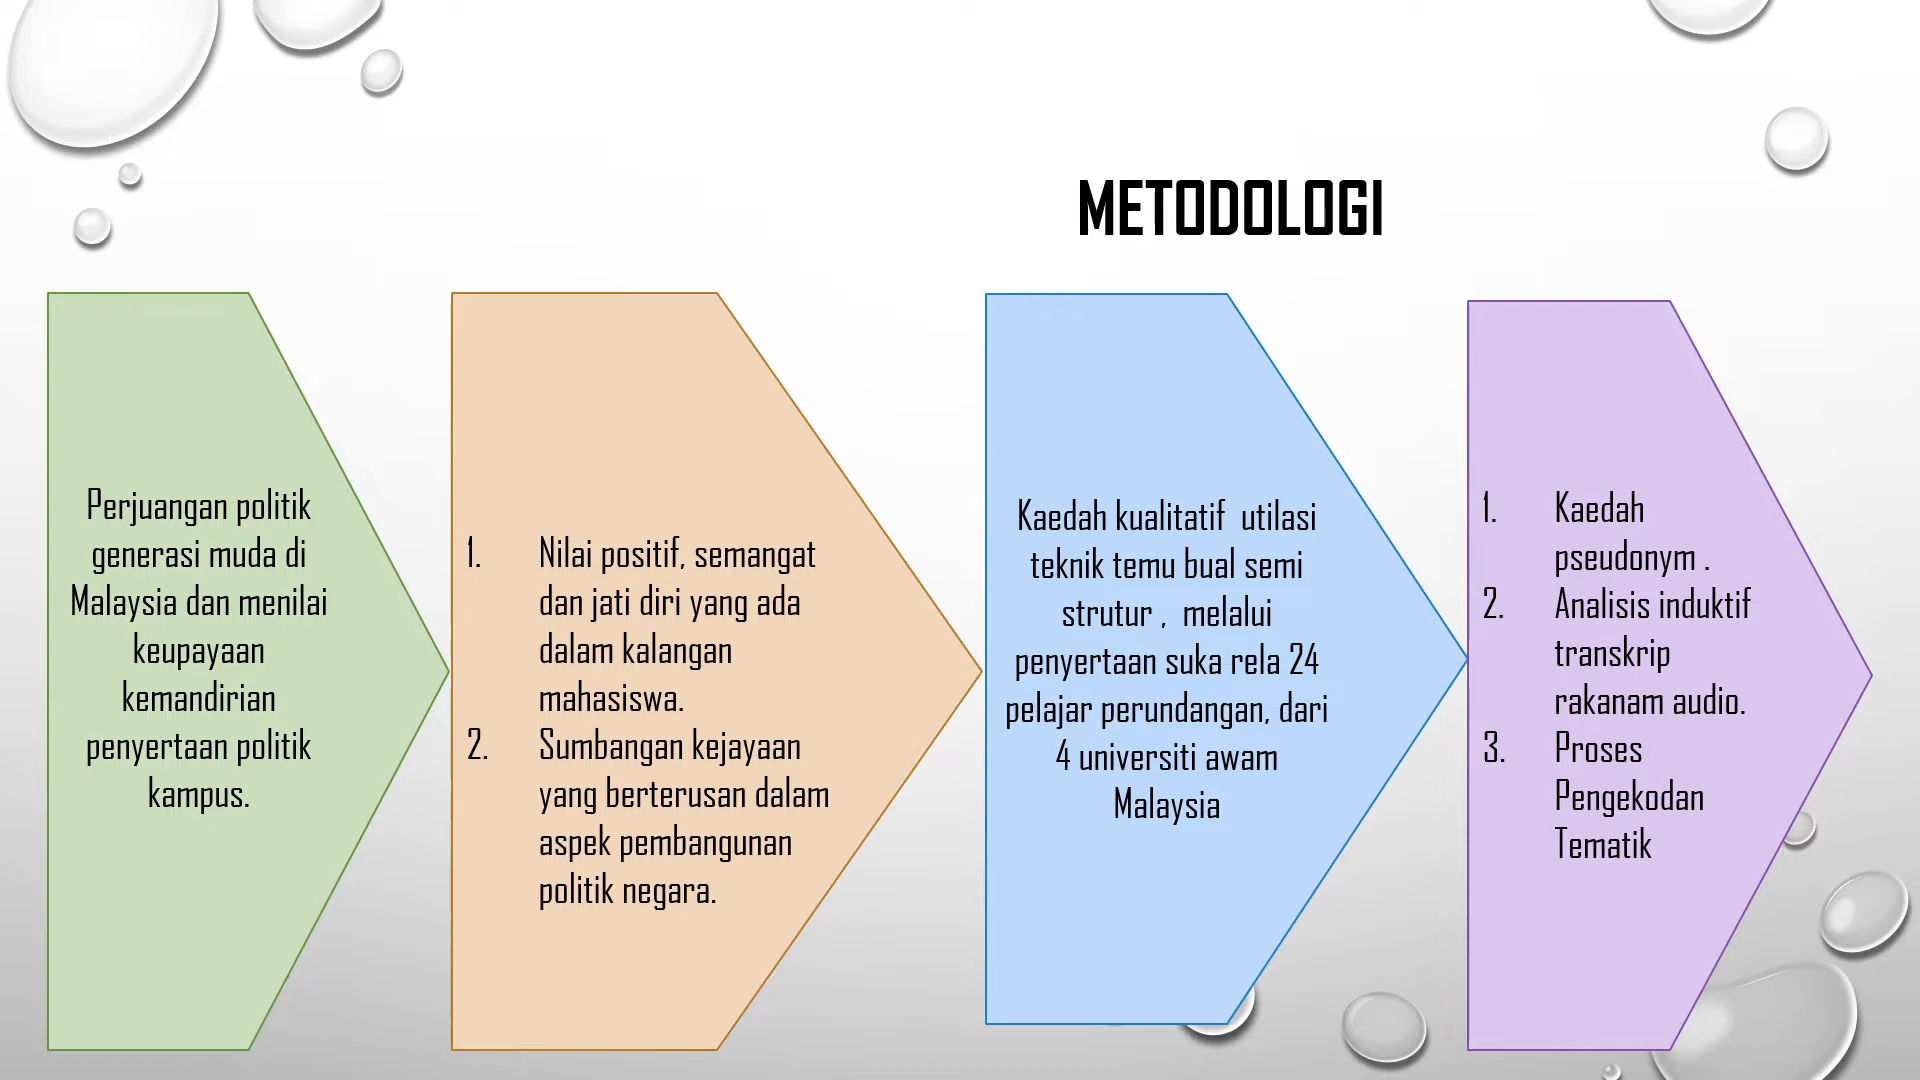 METODOLOGI
Perjuangan politik
generasi muda di
Malaysia dan menilai
keupayaan
kemandirian
penyertaan politik
kampus.
1. Nilai positif, semangat
dan jati diri yang ada
dalam kalangan
mahasiswa.
2. Sumbangan kejayaan
yang berterusan dalam
aspek pembangunan
politik negara.
Kaedah kualitatif utilasi
teknik temu bual semi
strutur , melalui
penyertaan suka rela 24
pelajar perundangan, dari
4 universiti awam
Malaysia
1. Kaedah
pseudonym .
2. Analisis induktif
transkrip
rakanam audio.
3. Proses
Pengekodan
Tematik